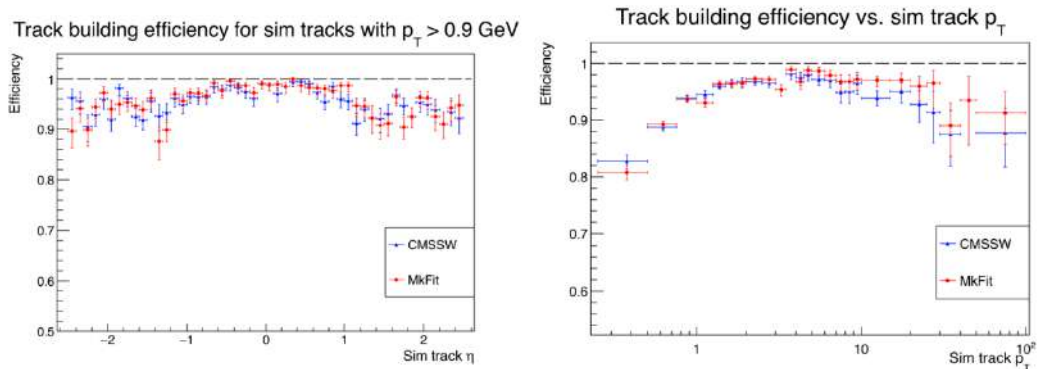 Track building efficiency for sim tracks with p_T > 0.9 GeV
Efficiency
1
0.9
0.8
0.7
0.6
0.5
CMSSW
MkFit
−2
−1
0
1
2
Sim track η
Track building efficiency vs. sim track p_T
Efficiency
1
0.9
0.8
0.7
0.6
CMSSW
MkFit
1
10
10²
Sim track p_T